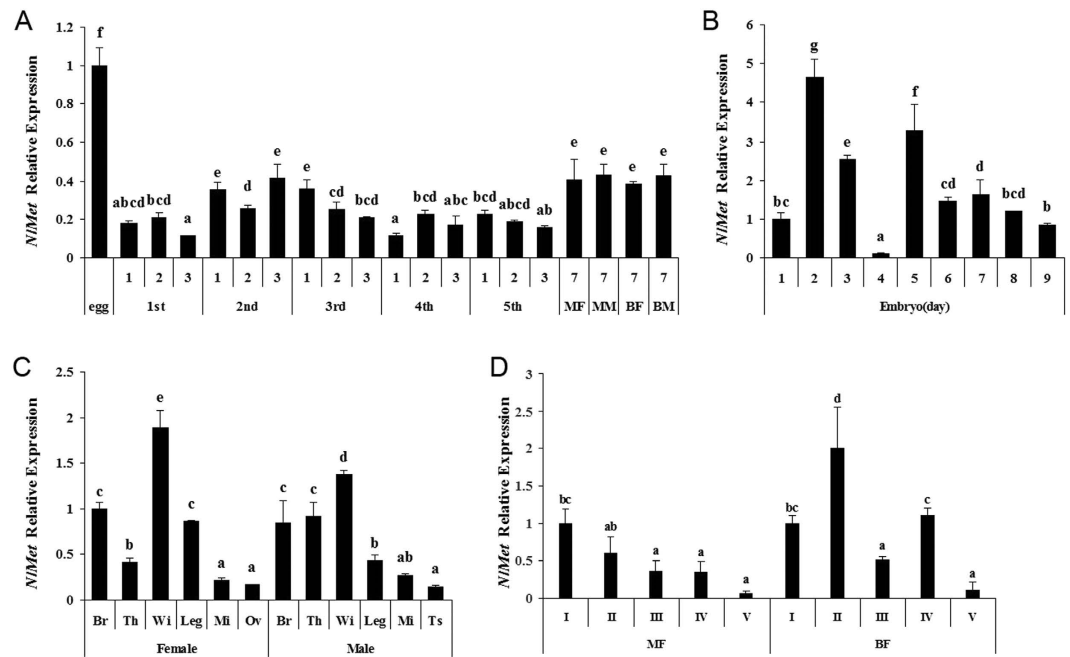 A
NlMet Relative Expression
1.2
1
0.8
0.6
0.4
0.2
0
f
abcd bcd a e d e e cd bcd a bcd abc bcd abcd ab e e e e
1 2 3 1 2 3 1 2 3 1 2 3 1 2 3 7 7 7 7
egg 1st 2nd 3rd 4th 5th MF MM BF BM
B
NlMet Relative Expression
6
5
4
3
2
1
0
bc g e a f cd d bcd b
1 2 3 4 5 6 7 8 9
Embryo(day)
C
NlMet Relative Expression
2.5
2
1.5
1
0.5
0
c b e c a a c c d b ab a
Br Th Wi Leg Mi Ov Br Th Wi Leg Mi Ts
Female Male
D
NlMet Relative Expression
3
2.5
2
1.5
1
0.5
0
bc ab a a a bc d a c a
I II III IV V I II III IV V
MF BF